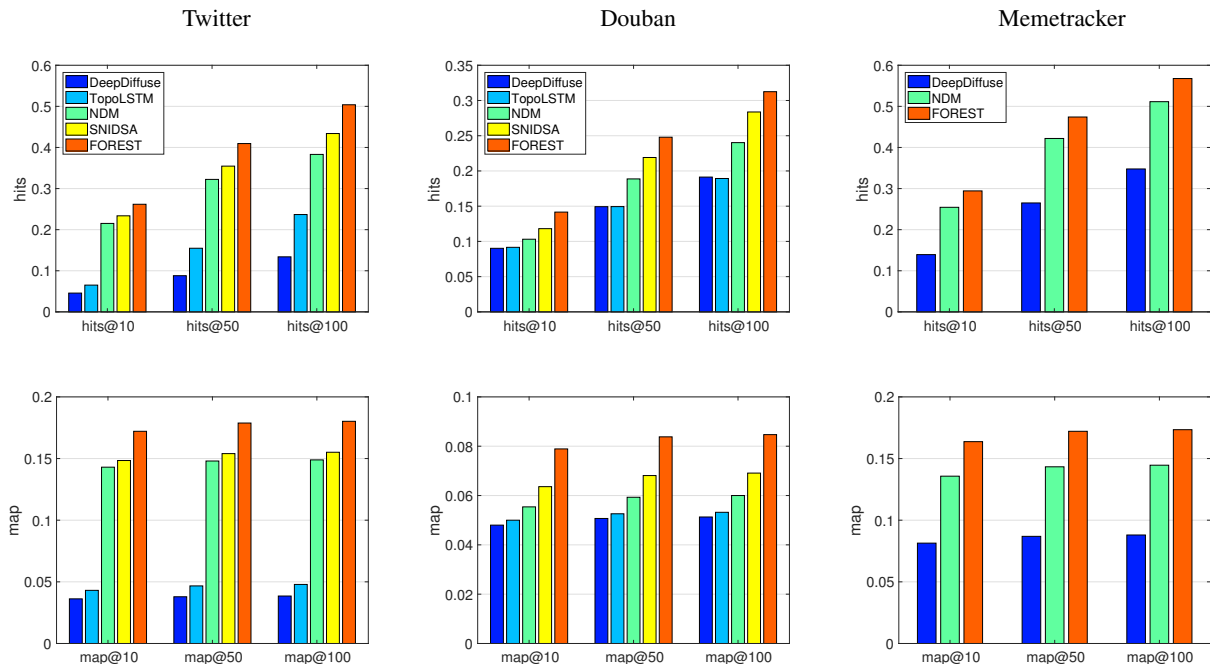 Twitter
Douban
Memetracker
0.6
0.5
0.4
0.3
0.2
0.1
0
hits
DeepDiffuse
TopoLSTM
NDM
SNIDSA
FOREST
hits@10 hits@50 hits@100
0.35
0.3
0.25
0.2
0.15
0.1
0.05
0
hits
DeepDiffuse
TopoLSTM
NDM
SNIDSA
FOREST
hits@10 hits@50 hits@100
0.6
0.5
0.4
0.3
0.2
0.1
0
hits
DeepDiffuse
NDM
FOREST
hits@10 hits@50 hits@100
0.2
0.15
0.1
0.05
0
map
map@10 map@50 map@100
0.1
0.08
0.06
0.04
0.02
0
map
map@10 map@50 map@100
0.2
0.15
0.1
0.05
0
map
map@10 map@50 map@100